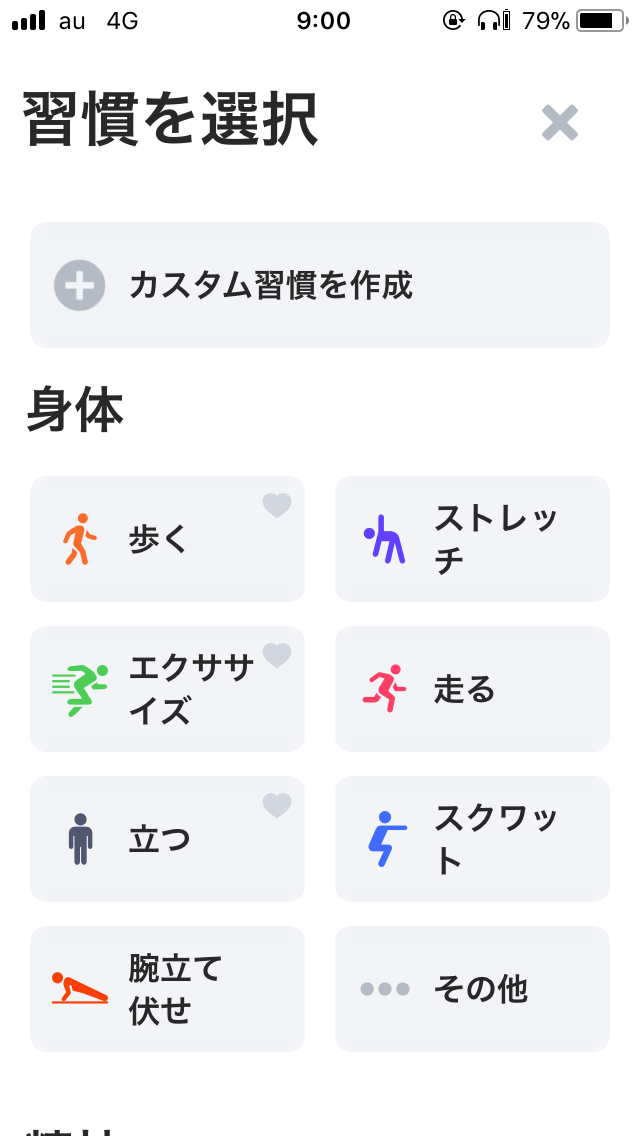 au 4G 9:00 79%
習慣を選択
カスタム習慣を作成
身体
歩く
ストレッ
チ
エクササ
イズ
走る
立つ
スクワッ
ト
腕立て
伏せ
その他